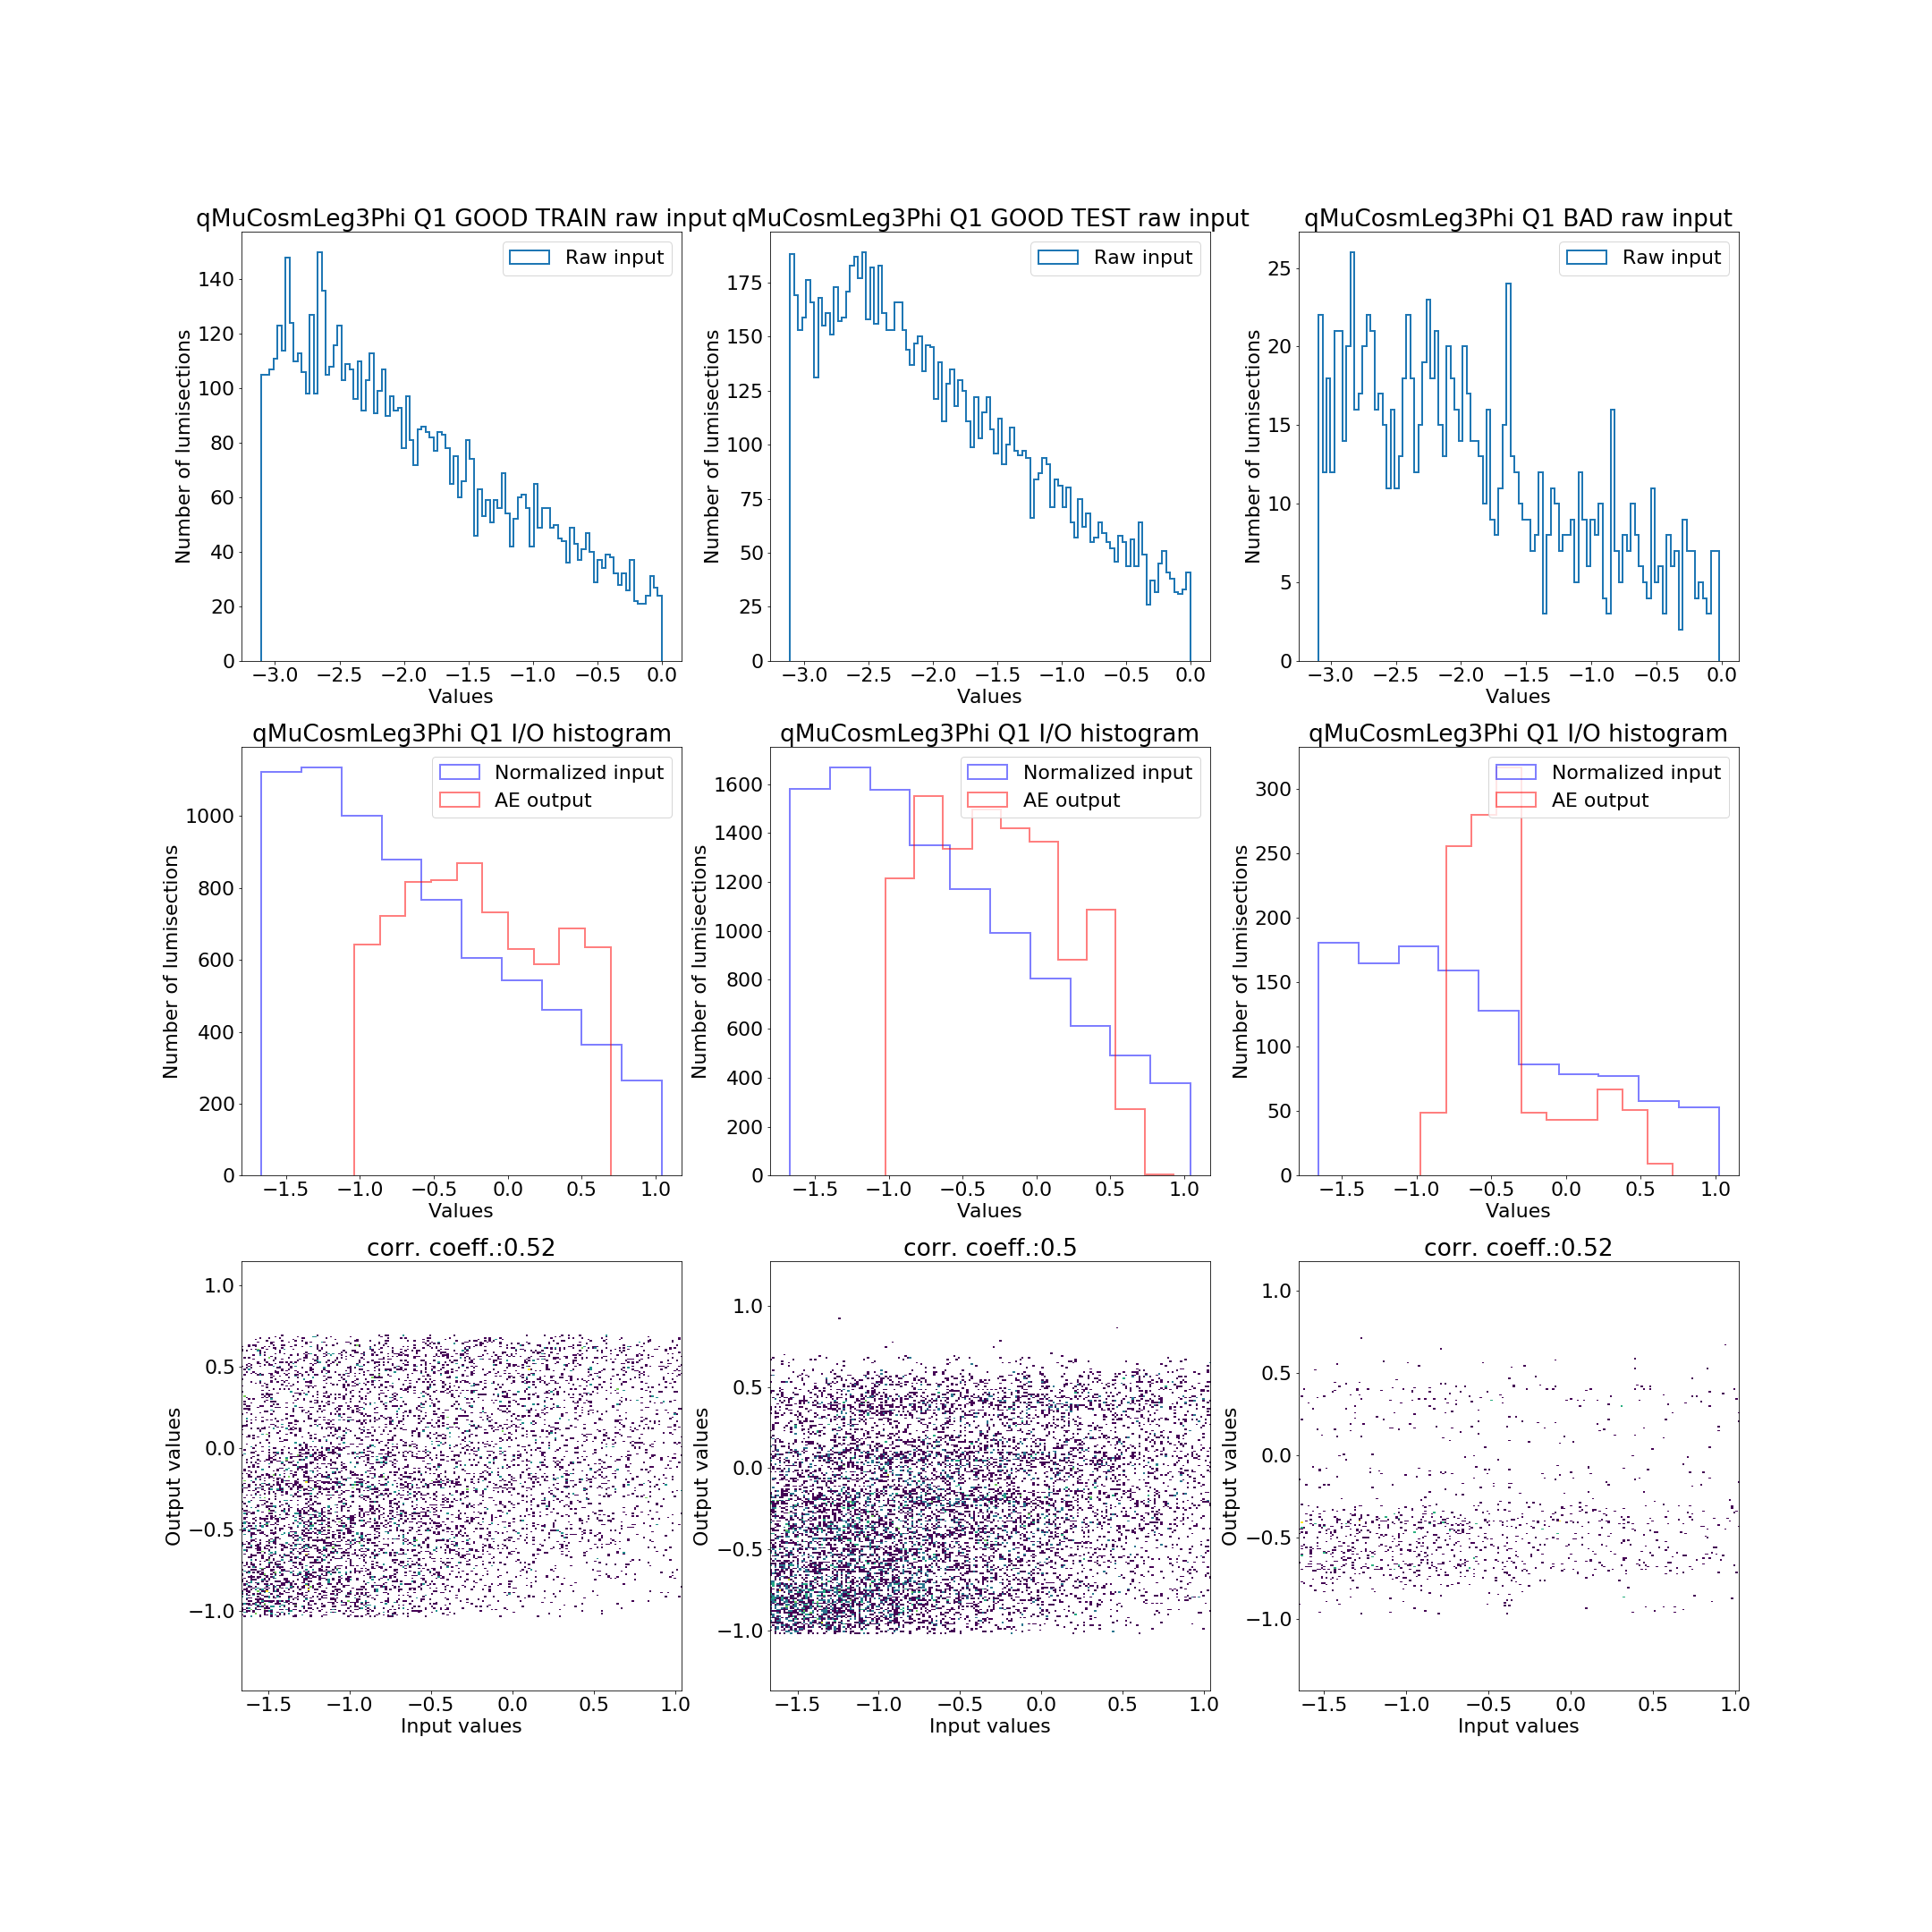 qMuCosmLeg3Phi Q1 GOOD TRAIN raw input
Raw input
Number of lumisections
140
120
100
80
60
40
20
0
−3.0 −2.5 −2.0 −1.5 −1.0 −0.5 0.0
Values
qMuCosmLeg3Phi Q1 GOOD TEST raw input
Raw input
Number of lumisections
175
150
125
100
75
50
25
0
−3.0 −2.5 −2.0 −1.5 −1.0 −0.5 0.0
Values
qMuCosmLeg3Phi Q1 BAD raw input
Raw input
Number of lumisections
25
20
15
10
5
0
−3.0 −2.5 −2.0 −1.5 −1.0 −0.5 0.0
Values
qMuCosmLeg3Phi Q1 I/O histogram
Normalized input
AE output
Number of lumisections
1000
800
600
400
200
0
−1.5 −1.0 −0.5 0.0 0.5 1.0
Values
qMuCosmLeg3Phi Q1 I/O histogram
Normalized input
AE output
Number of lumisections
1600
1400
1200
1000
800
600
400
200
0
−1.5 −1.0 −0.5 0.0 0.5 1.0
Values
qMuCosmLeg3Phi Q1 I/O histogram
Normalized input
AE output
Number of lumisections
300
250
200
150
100
50
0
−1.5 −1.0 −0.5 0.0 0.5 1.0
Values
corr. coeff.:0.52
Output values
1.0
0.5
0.0
−0.5
−1.0
−1.5 −1.0 −0.5 0.0 0.5 1.0
Input values
corr. coeff.:0.5
Output values
1.0
0.5
0.0
−0.5
−1.0
−1.5 −1.0 −0.5 0.0 0.5 1.0
Input values
corr. coeff.:0.52
Output values
1.0
0.5
0.0
−0.5
−1.0
−1.5 −1.0 −0.5 0.0 0.5 1.0
Input values